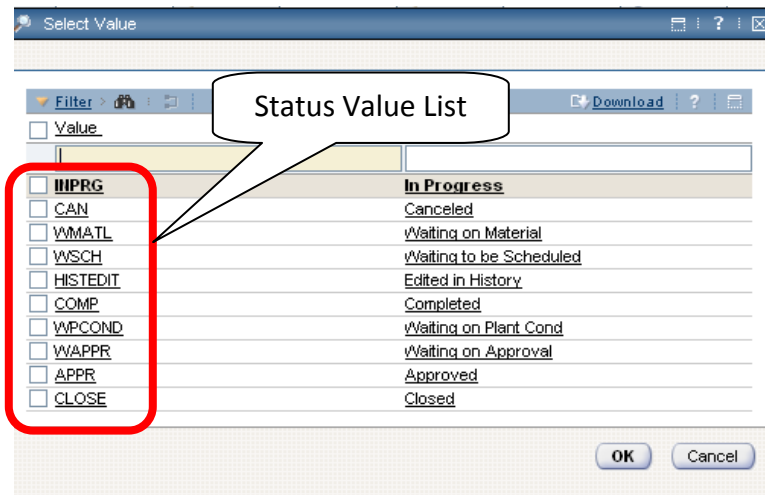 Select Value
?
Filter > Download ?
Status Value List
Value
INPRG In Progress
CAN Canceled
WMATL Waiting on Material
WSCH Waiting to be Scheduled
HISTEDIT Edited in History
COMP Completed
WPCOND Waiting on Plant Cond
WAPPR Waiting on Approval
APPR Approved
CLOSE Closed
OK Cancel